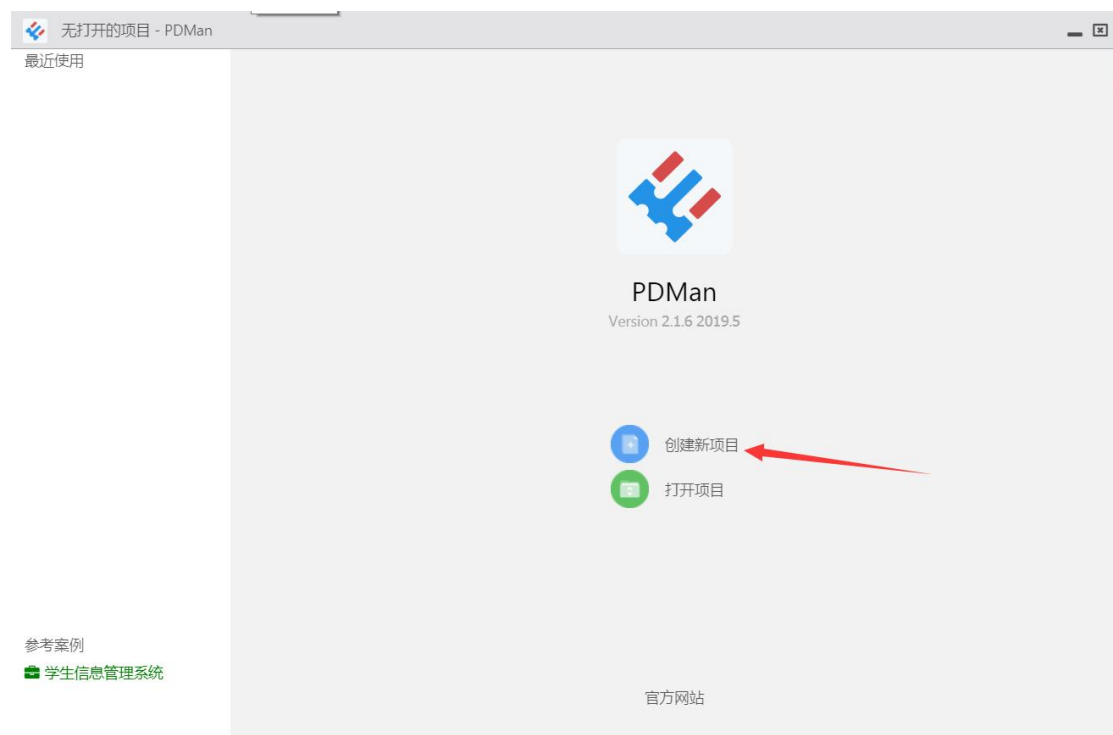 无打开的项目 - PDMan
最近使用
PDMan
Version 2.1.6 2019.5
创建新项目
打开项目
参考案例
学生信息管理系统
官方网站